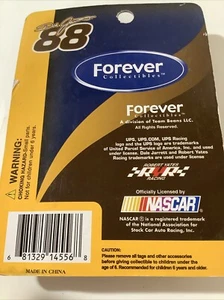 88
Forever
Collectibles™
Forever
Collectibles™
A division of Team Beans LLC.
All Rights Reserved.
UPS, UPS.COM, UPS Racing
logo and the UPS logo are trademarks
of United Parcel Service of America, Inc. and used
under license. Dale Jarrett and Robert Yates
Racing trademarks are used under license
ROBERT YATES
RYR
RACING
Officially Licensed by
NASCAR
NASCAR® is a registered trademark
of the National Association for
Stock Car Auto Racing, Inc.
⚠ WARNING:
CHOKING HAZARD-Small parts.
Not for children under 6 years.
6 81329 14556 8
MADE IN CHINA
CAUTION:
Please remove all tags and other accessories
before giving collectible to children under the
age of 6. Recommended for children 6 years and older.